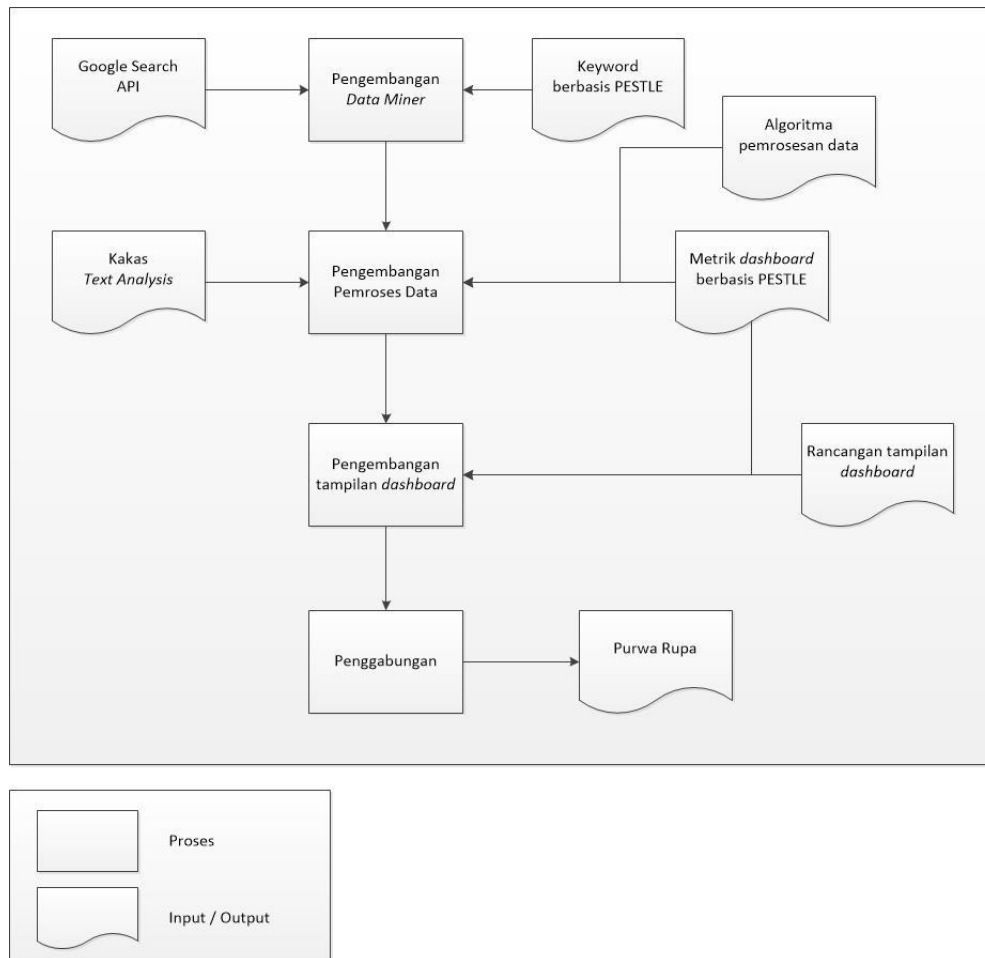 Google Search
API
Pengembangan
Data Miner
Keyword
berbasis PESTLE
Algoritma
pemrosesan data
Kakas
Text Analysis
Pengembangan
Pemroses Data
Metrik dashboard
berbasis PESTLE
Pengembangan
tampilan dashboard
Rancangan tampilan
dashboard
Penggabungan
Purwa Rupa
Proses
Input / Output